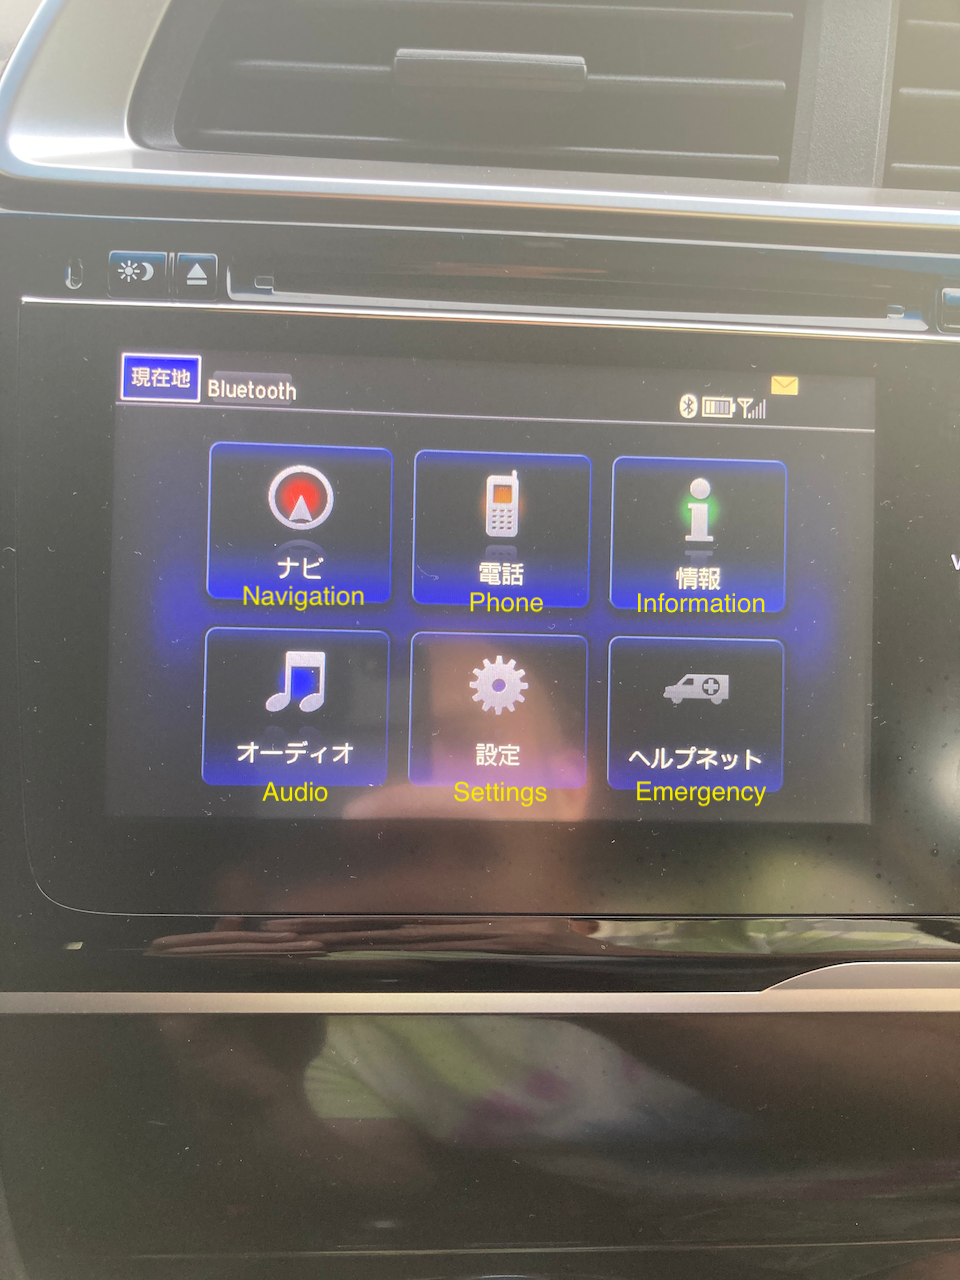 現在地 Bluetooth
ナビ
Navigation
電話
Phone
情報
Information
オーディオ
Audio
設定
Settings
ヘルプネット
Emergency